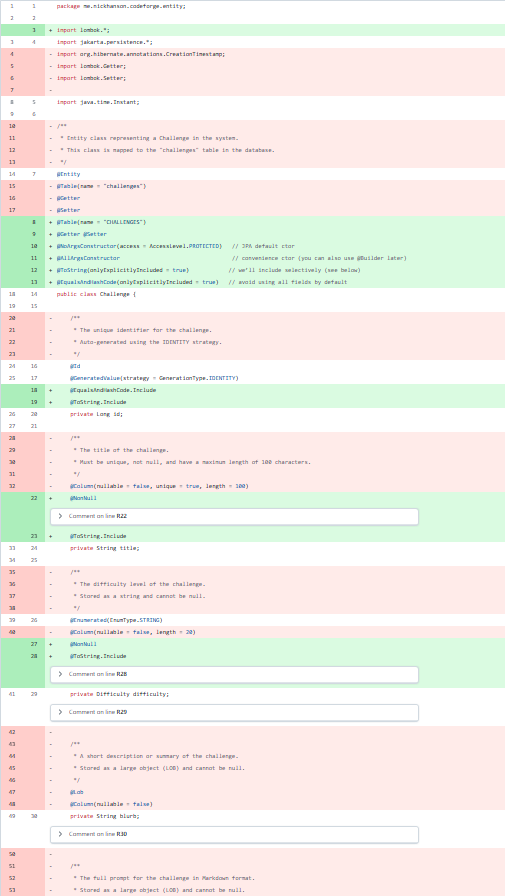 1 1 package me.nickhanson.codeforge.entity;
2 2
3 + import lombok.*;
3 4 import jakarta.persistence.*;
4 - import org.hibernate.annotations.CreationTimestamp;
5 - import lombok.Getter;
6 - import lombok.Setter;
7 -
8 5 import java.time.Instant;
9 6
10 - /**
11 - * Entity class representing a Challenge in the system.
12 - * This class is mapped to the "challenges" table in the database.
13 - */
14 7 @Entity
15 - @Table(name = "challenges")
16 - @Getter
17 - @Setter
8 + @Table(name = "CHALLENGES")
9 + @Getter @Setter
10 + @NoArgsConstructor(access = AccessLevel.PROTECTED) // JPA default ctor
11 + @AllArgsConstructor // convenience ctor (you can also use @Builder later)
12 + @ToString(onlyExplicitlyIncluded = true) // we'll include selectively (see below)
13 + @EqualsAndHashCode(onlyExplicitlyIncluded = true) // avoid using all fields by default
18 14 public class Challenge {
19 15
20 - /**
21 - * The unique identifier for the challenge.
22 - * Auto-generated using the IDENTITY strategy.
23 - */
24 16 @Id
25 17 @GeneratedValue(strategy = GenerationType.IDENTITY)
18 + @EqualsAndHashCode.Include
19 + @ToString.Include
26 20 private Long id;
27 21
28 - /**
29 - * The title of the challenge.
30 - * Must be unique, not null, and have a maximum length of 100 characters.
31 - */
32 - @Column(nullable = false, unique = true, length = 100)
22 + @NonNull
Comment on line R22
23 + @ToString.Include
33 24 private String title;
34 25
35 - /**
36 - * The difficulty level of the challenge.
37 - * Stored as a string and cannot be null.
38 - */
39 26 @Enumerated(EnumType.STRING)
40 - @Column(nullable = false, length = 20)
27 + @NonNull
28 + @ToString.Include
Comment on line R28
41 29 private Difficulty difficulty;
Comment on line R29
42 -
43 - /**
44 - * A short description or summary of the challenge.
45 - * Stored as a large object (LOB) and cannot be null.
46 - */
47 - @Lob
48 - @Column(nullable = false)
49 30 private String blurb;
Comment on line R30
50 -
51 - /**
52 - * The full prompt for the challenge in Markdown format.
53 - * Stored as a large object (LOB) and cannot be null.